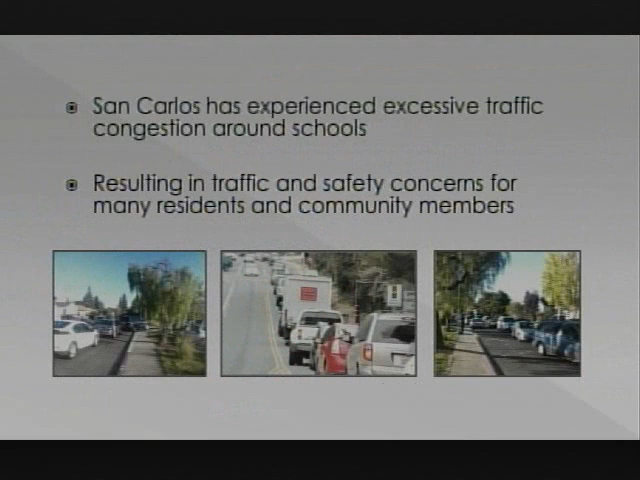 San Carlos has experienced excessive traffic
congestion around schools
Resulting in traffic and safety concerns for
many residents and community members